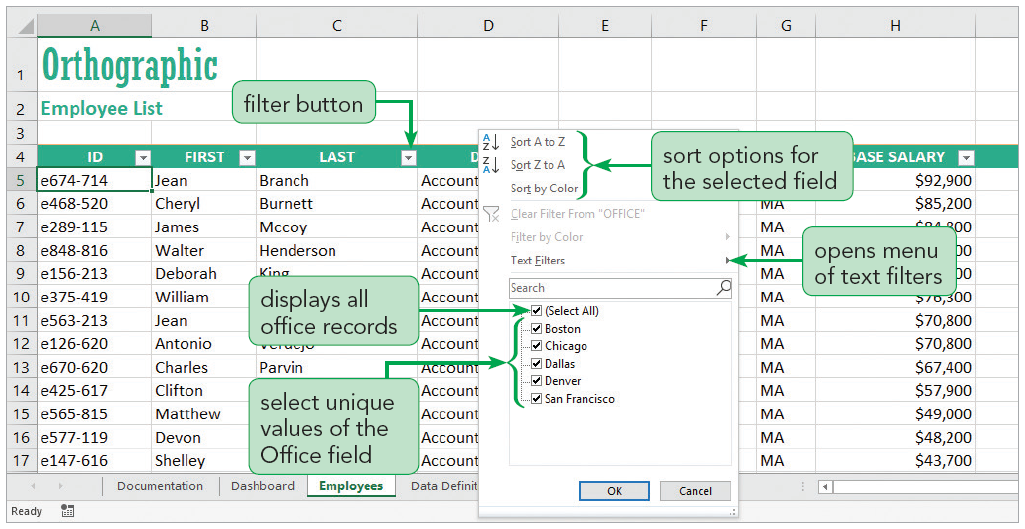 A B C D E F G H
1 Orthographic
2 Employee List
filter button
3
Sort A to Z
sort options for
the selected field
4 ID FIRST LAST D BASE SALARY
Sort Z to A
5 e674-714 Jean Branch Account $92,900
Sort by Color
6 e468-520 Cheryl Burnett Account MA $85,200
Clear Filter From "OFFICE"
7 e289-115 James Mccoy Account MA
Filter by Color
8 e848-816 Walter Henderson Account MA
opens menu
of text filters
Text Filters
9 e156-213 Deborah King Account MA
displays all
office records
Search
10 e375-419 William Account MA
(Select All)
11 e563-213 Jean Account MA $70,800
Boston
12 e126-620 Antonio Account MA $70,800
Chicago
13 e670-620 Charles Parvin Account MA $67,400
Dallas
Denver
14 e425-617 Clifton Account MA $57,900
San Francisco
select unique
values of the
Office field
15 e565-815 Matthew Account MA $49,000
16 e577-119 Devon Account MA $48,200
17 e147-616 Shelley Account MA $43,700
Documentation Dashboard Employees Data Definit
OK Cancel
Ready